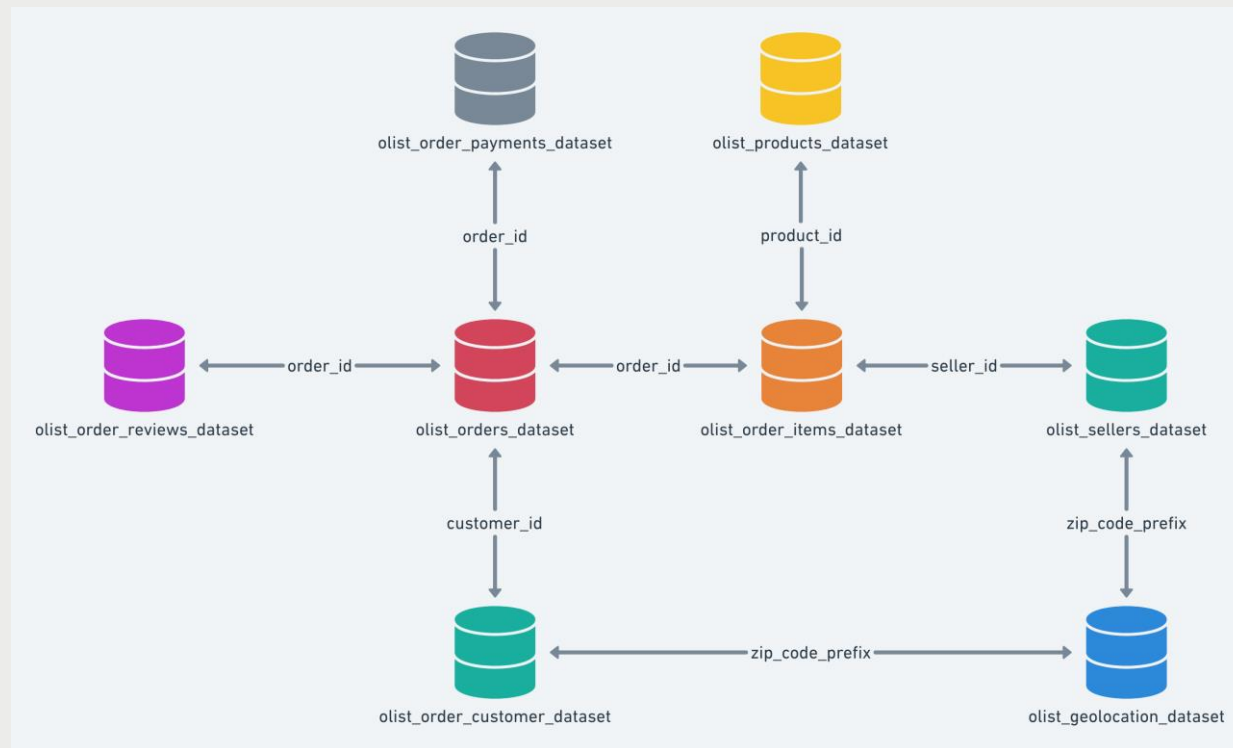 olist_order_payments_dataset
olist_products_dataset
order_id
product_id
order_id
order_id
seller_id
olist_order_reviews_dataset
olist_orders_dataset
olist_order_items_dataset
olist_sellers_dataset
customer_id
zip_code_prefix
zip_code_prefix
olist_order_customer_dataset
olist_geolocation_dataset